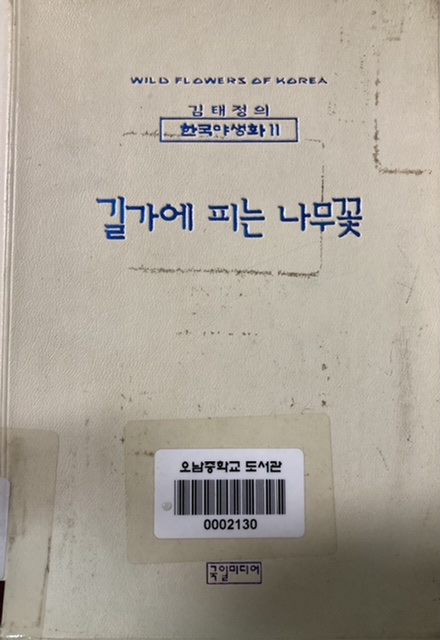 WILD FLOWERS OF KOREA
김태정의
한국야생화 11
길가에 피는 나무꽃
오남중학교 도서관
0002130
국일미디어